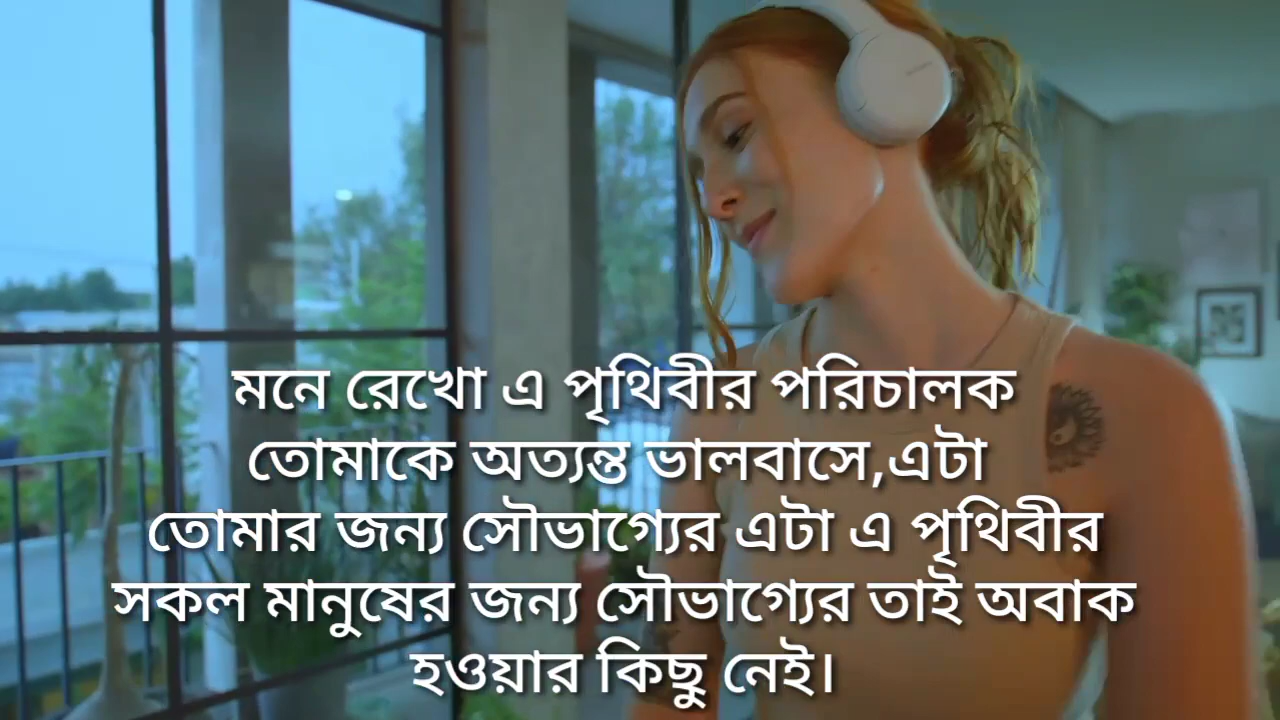 মনে রেখো এ পৃথিবীর পরিচালক
তোমাকে অত্যন্ত ভালবাসে,এটা
তোমার জন্য সৌভাগ্যের এটা এ পৃথিবীর
সকল মানুষের জন্য সৌভাগ্যের তাই অবাক
হওয়ার কিছু নেই।